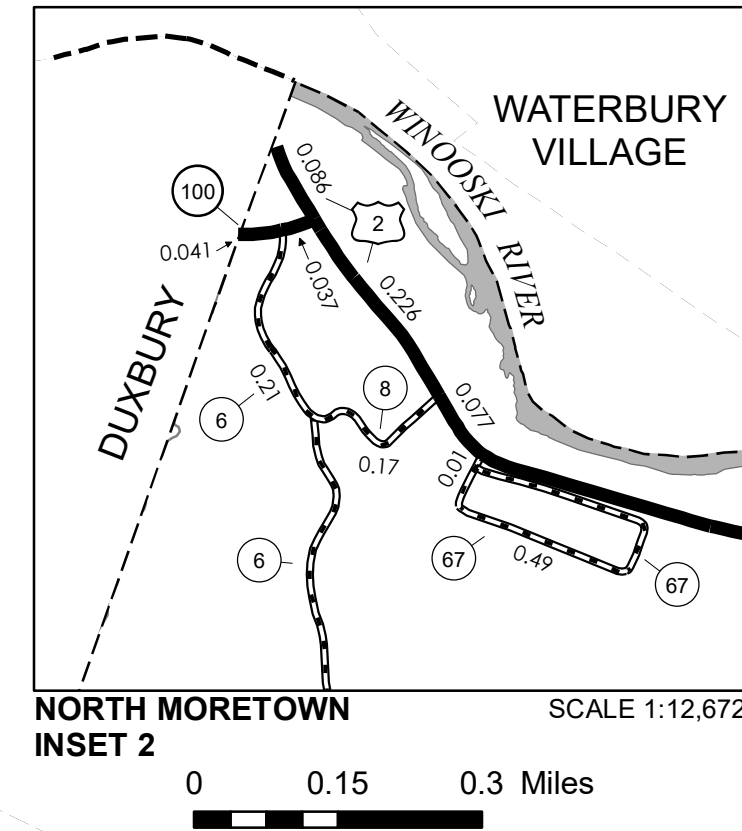 WATERBURY
VILLAGE
WINOOSKI RIVER
0.086
100
2
0.041
0.037
0.226
DUXBURY
0.21
8
6
0.077
0.17
0.01
6
67
0.49
67
NORTH MORETOWN
INSET 2
SCALE 1:12,672
0 0.15 0.3 Miles